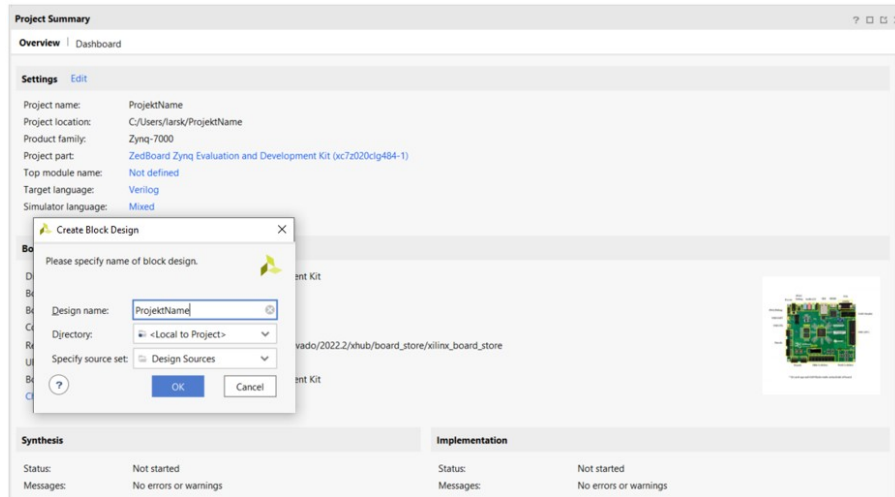 Project Summary
? □
Overview | Dashboard
Settings Edit
Project name: ProjektName
Project location: C:/Users/larsk/ProjektName
Product family: Zynq-7000
Project part: ZedBoard Zynq Evaluation and Development Kit (xc7z020clg484-1)
Top module name: Not defined
Target language: Verilog
Simulator language: Mixed
Create Block Design
Please specify name of block design.
ent Kit
Design name: ProjektName
Directory: <Local to Project>
vado/2022.2/xhub/board_store/xilinx_board_store
Specify source set: Design Sources
ent Kit
? OK Cancel
Synthesis Implementation
Status: Not started Status: Not started
Messages: No errors or warnings Messages: No errors or warnings